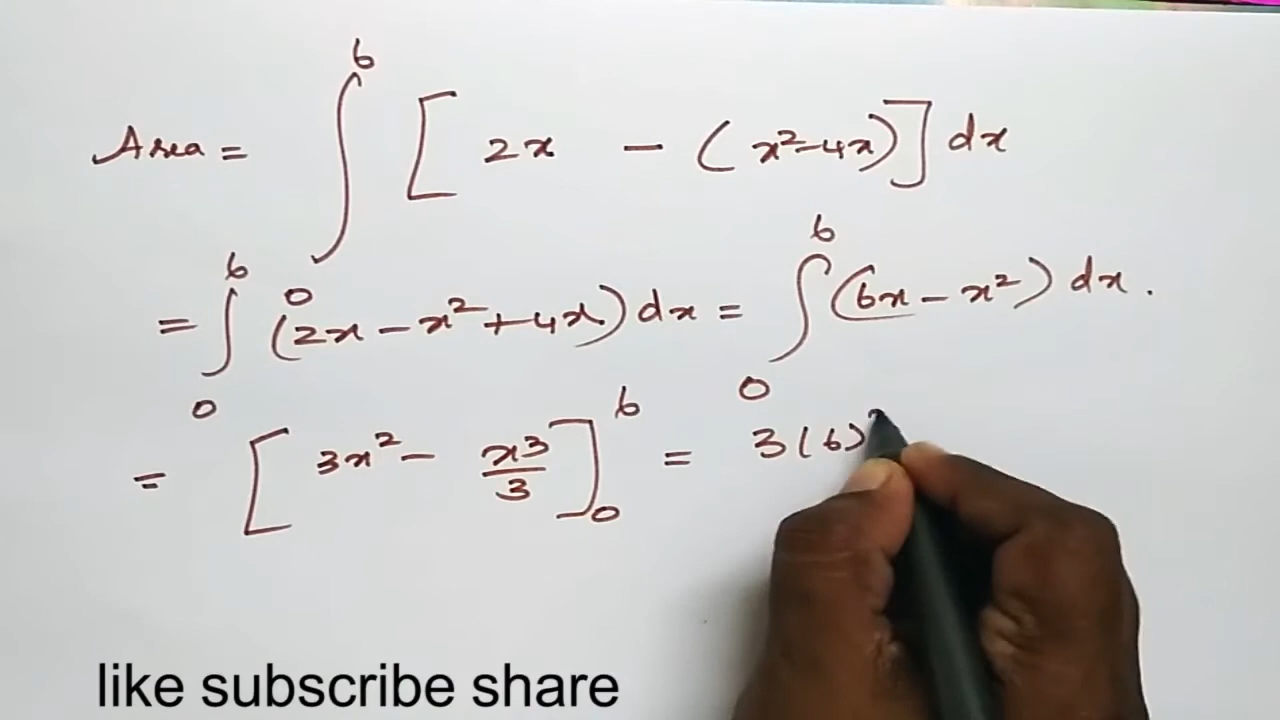 Area = ∫₀⁶ [ 2x - (x²-4x) ] dx
= ∫₀⁶ (2x - x² + 4x) dx = ∫₀⁶ (6x - x²) dx.
= [ 3x² - x³/3 ]₀⁶ = 3(6)
like subscribe share